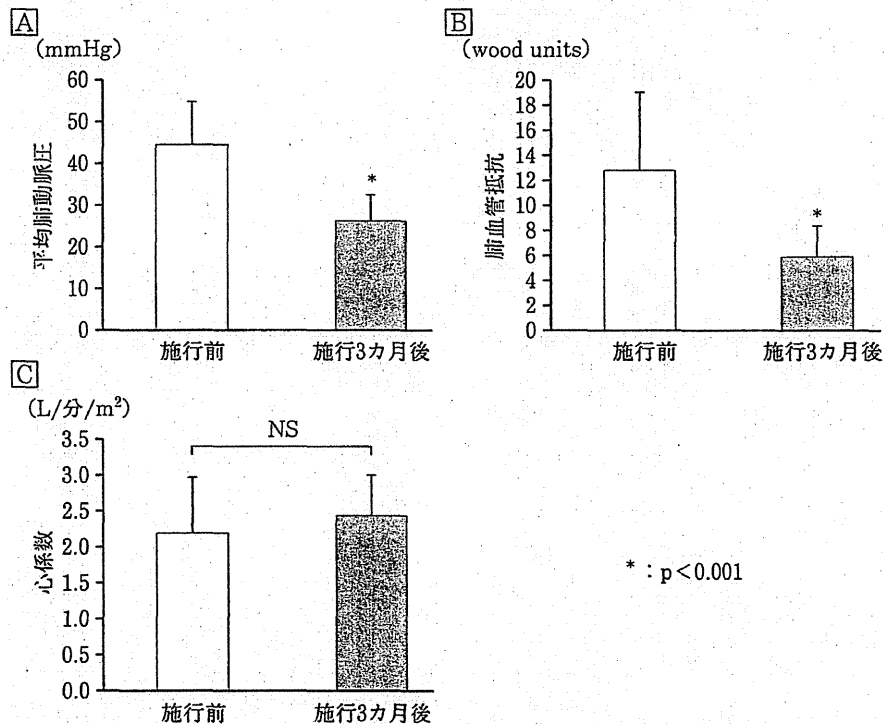 A
(mmHg)
60
50
40
30
20
10
0
平均肺動脈圧
*
施行前
施行3カ月後
B
(wood units)
20
18
16
14
12
10
8
6
4
2
0
肺血管抵抗
*
施行前
施行3カ月後
C
(L/分/m²)
3.5
3.0
2.5
2.0
1.5
1.0
0.5
0.0
心係数
NS
施行前
施行3カ月後
*：p＜0.001